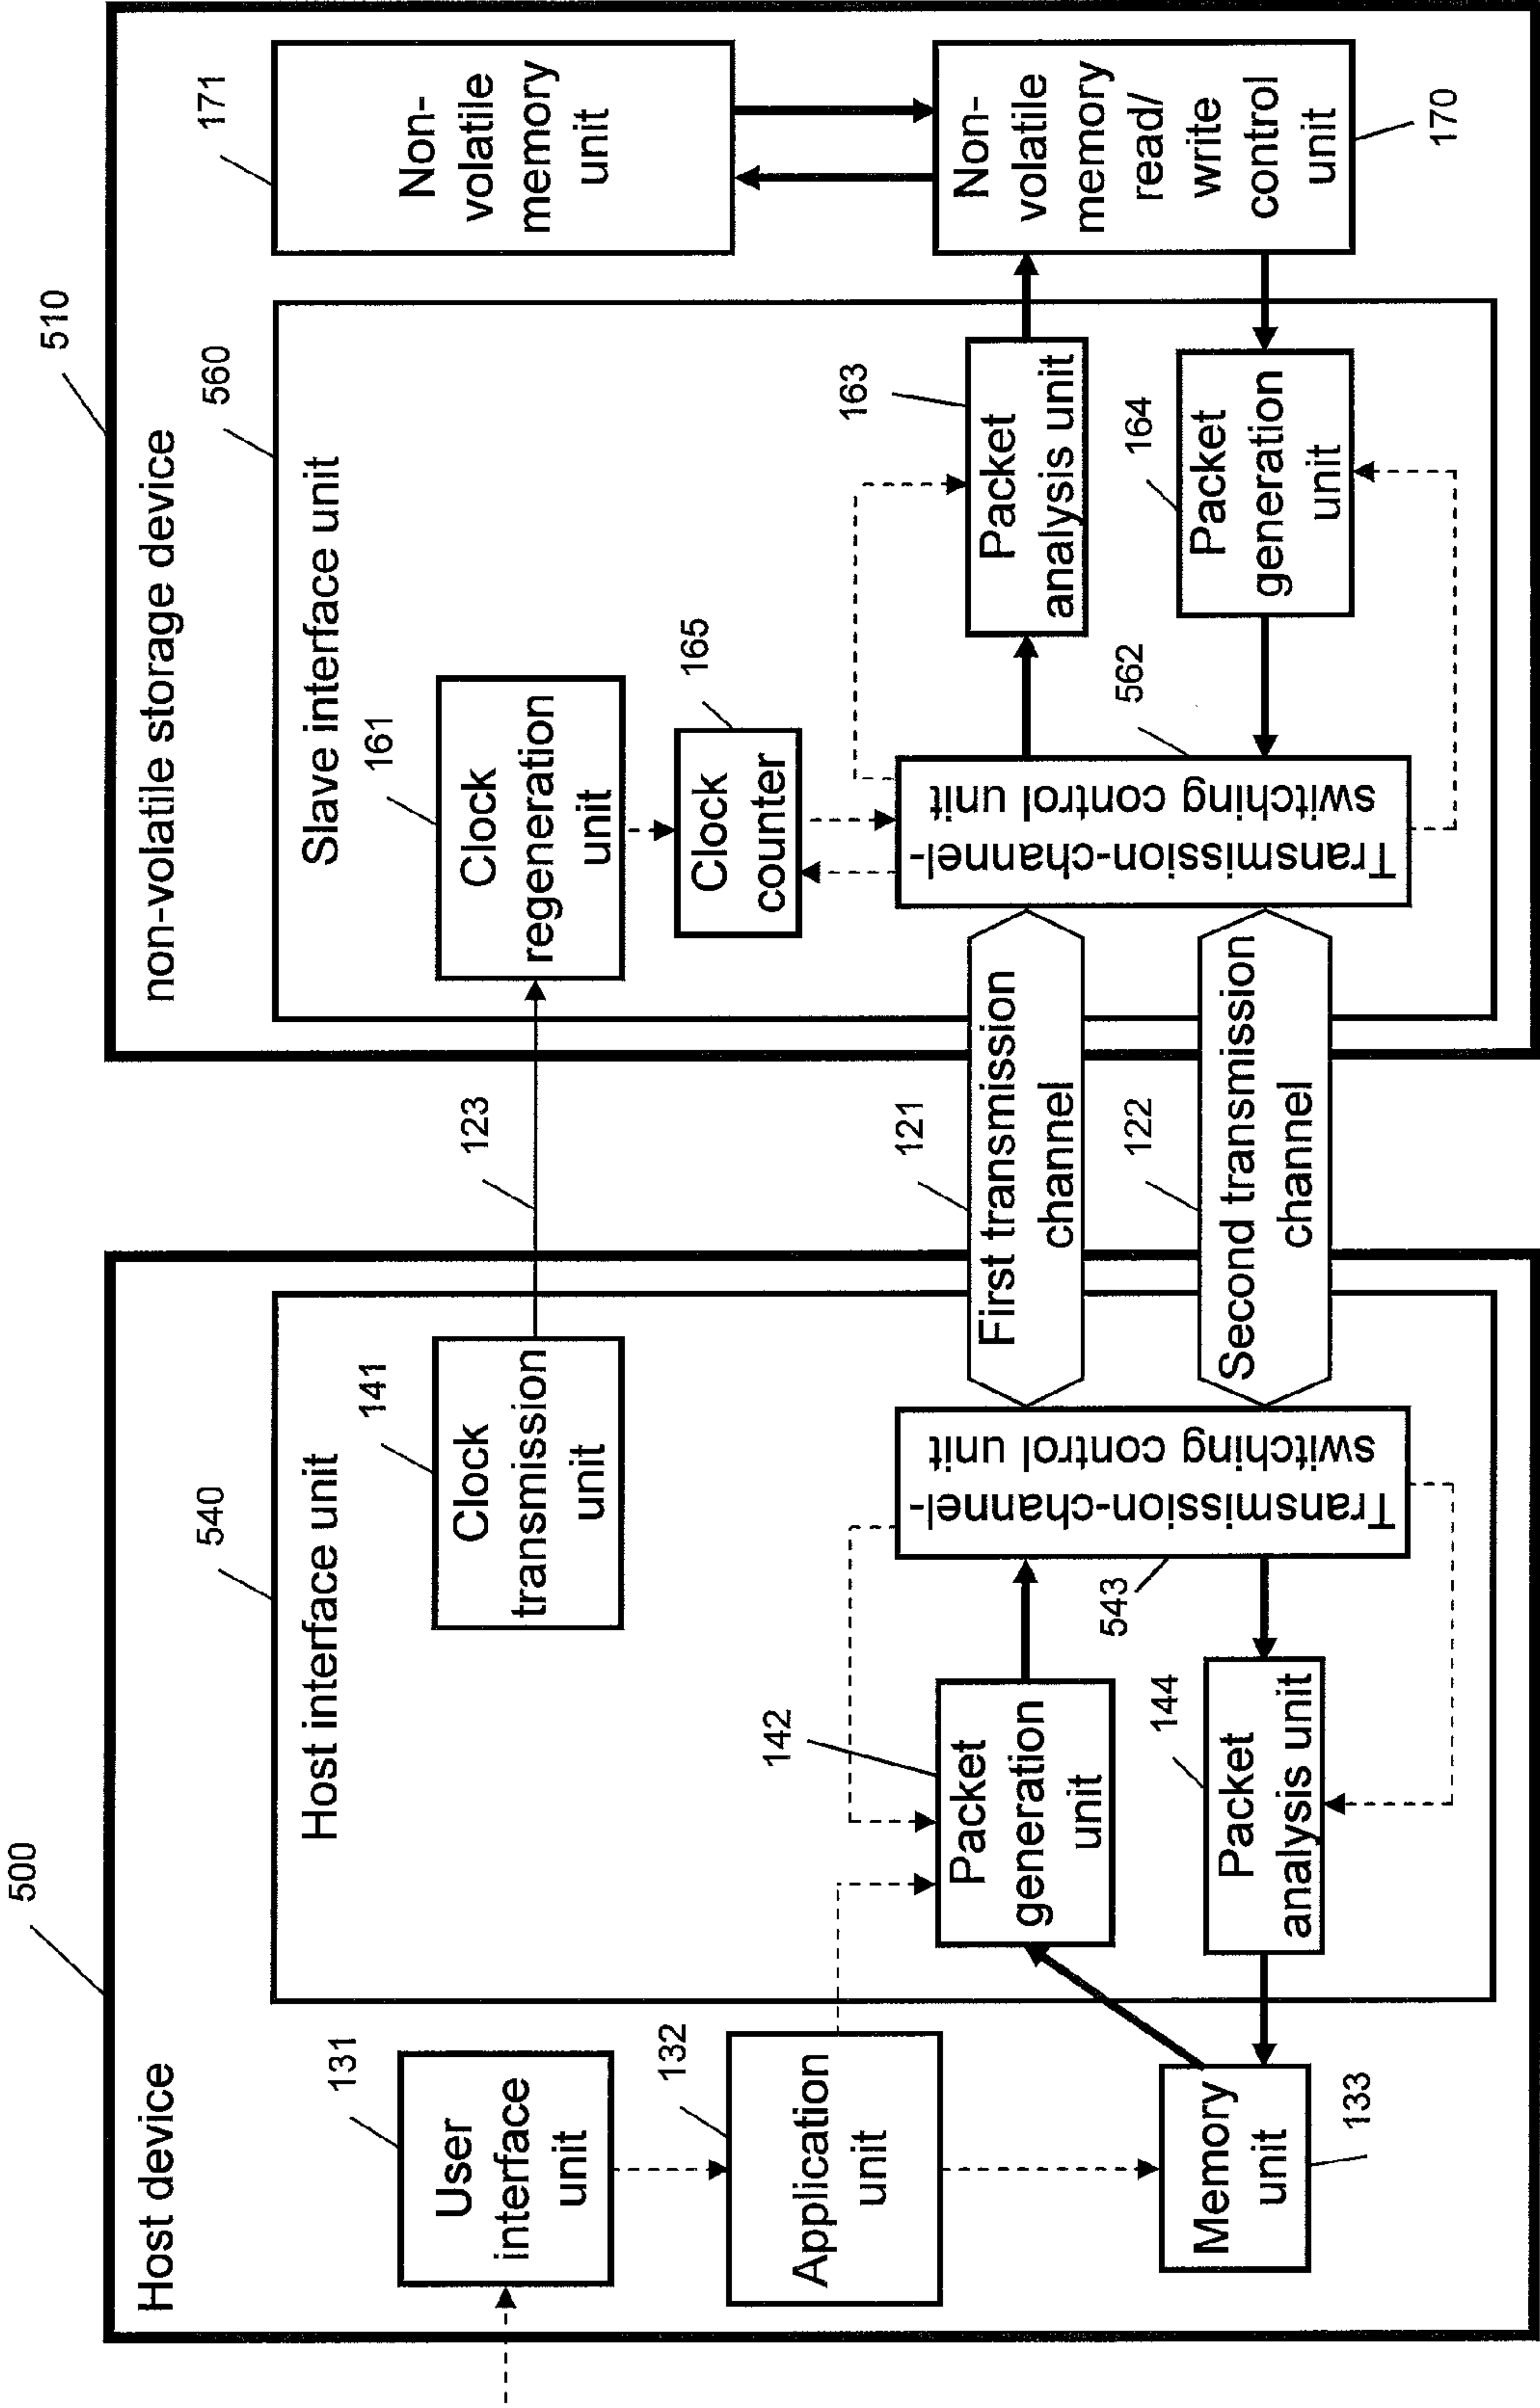 500
Host device
131
User
interface
unit
132
Application
unit
Memory
unit
133
540
Host interface unit
141
Clock
transmission
unit
142
Packet
generation
unit
144
Packet
analysis unit
543
Transmission-channel-
switching control unit
123
121
First transmission
channel
122
Second transmission
channel
510
non-volatile storage device
560
Slave interface unit
161
Clock
regeneration
unit
165
Clock
counter
562
Transmission-channel-
switching control unit
163
Packet
analysis unit
164
Packet
generation
unit
171
Non-
volatile
memory
unit
Non-
volatile
memory
read/
write
control
unit
170